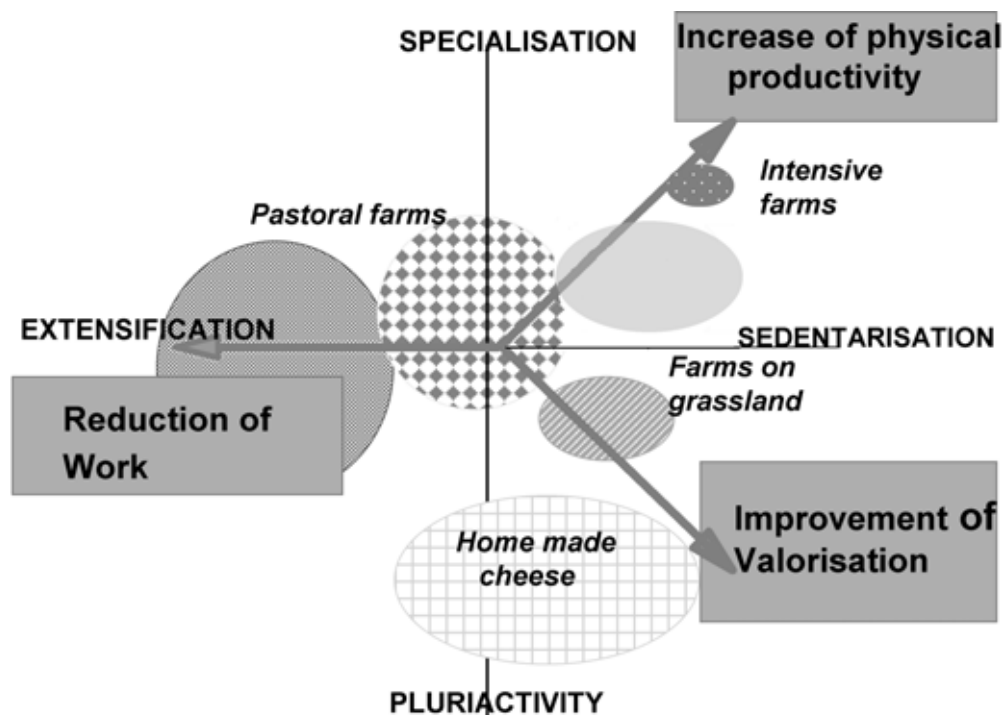 SPECIALISATION
Increase of physical
productivity
Intensive
farms
Pastoral farms
EXTENSIFICATION
SEDENTARISATION
Farms on
grassland
Reduction of
Work
Improvement of
Valorisation
Home made
cheese
PLURIACTIVITY